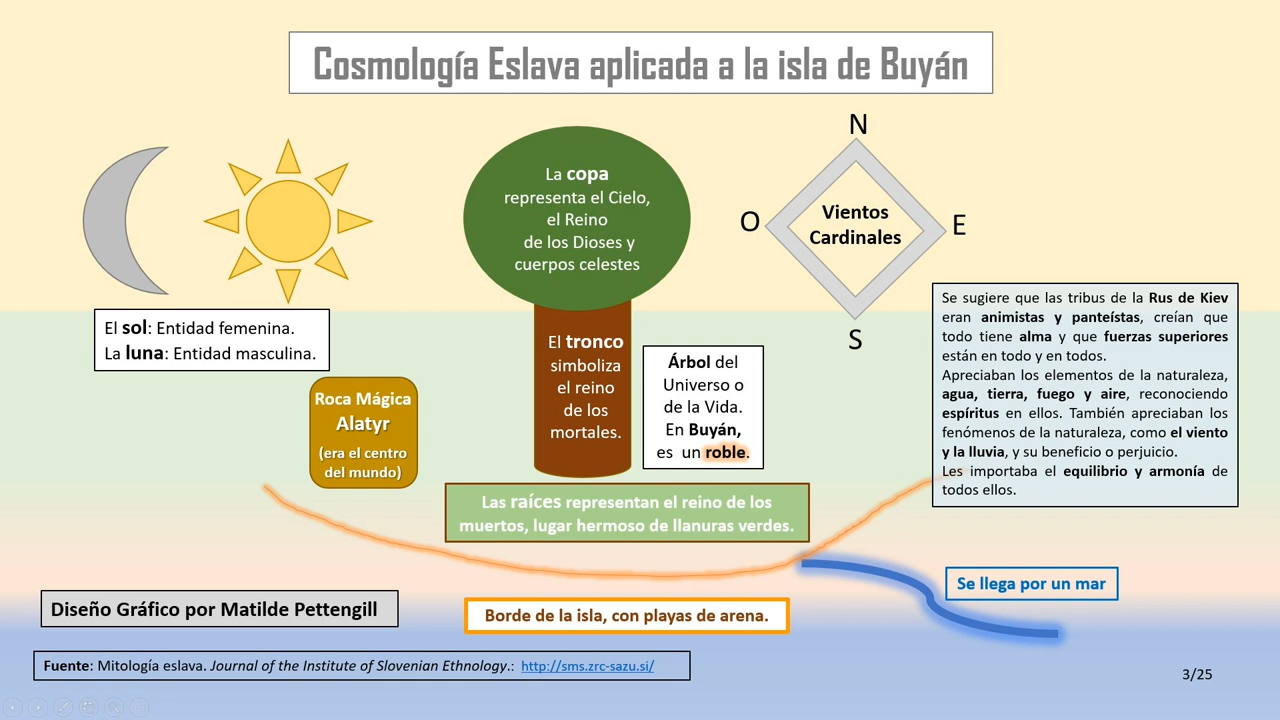 Cosmología Eslava aplicada a la isla de Buyán
La copa
representa el Cielo,
el Reino
de los Dioses y
cuerpos celestes
N
O
Vientos
Cardinales
E
S
El sol: Entidad femenina.
La luna: Entidad masculina.
Roca Mágica
Alatyr
(era el centro
del mundo)
El tronco
simboliza
el reino
de los
mortales.
Árbol del
Universo o
de la Vida.
En Buyán,
es un roble.
Se sugiere que las tribus de la Rus de Kiev
eran animistas y panteístas, creían que
todo tiene alma y que fuerzas superiores
están en todo y en todos.
Apreciaban los elementos de la naturaleza,
agua, tierra, fuego y aire, reconociendo
espíritus en ellos. También apreciaban los
fenómenos de la naturaleza, como el viento
y la lluvia, y su beneficio o perjuicio.
Les importaba el equilibrio y armonía de
todos ellos.
Las raíces representan el reino de los
muertos, lugar hermoso de llanuras verdes.
Se llega por un mar
Diseño Gráfico por Matilde Pettengill
Borde de la isla, con playas de arena.
Fuente: Mitología eslava. Journal of the Institute of Slovenian Ethnology.: http://sms.zrc-sazu.si/
3/25